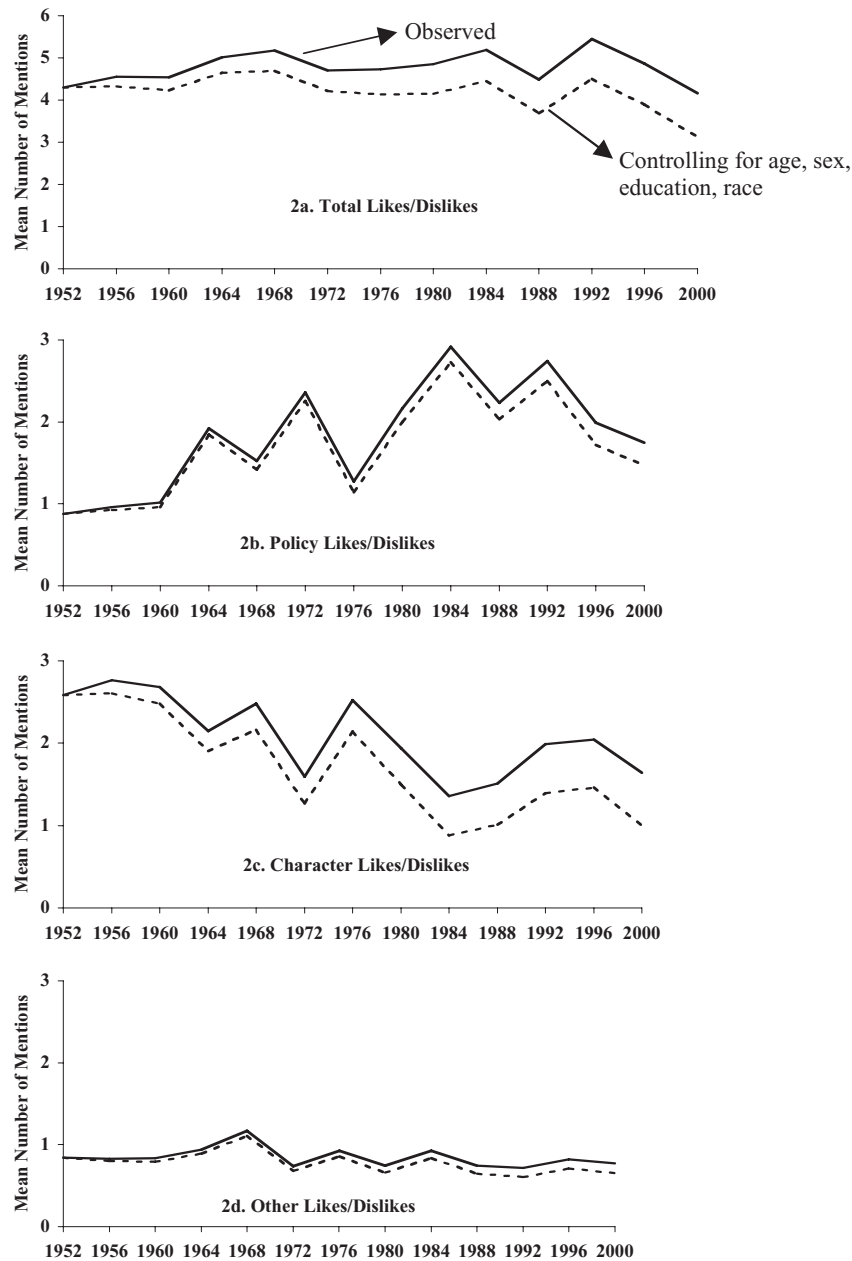 Mean Number of Mentions
6
5
4
3
2
1
0
Observed
Controlling for age, sex,
education, race
2a. Total Likes/Dislikes
1952 1956 1960 1964 1968 1972 1976 1980 1984 1988 1992 1996 2000
Mean Number of Mentions
3
2
1
0
2b. Policy Likes/Dislikes
1952 1956 1960 1964 1968 1972 1976 1980 1984 1988 1992 1996 2000
Mean Number of Mentions
3
2
1
0
2c. Character Likes/Dislikes
1952 1956 1960 1964 1968 1972 1976 1980 1984 1988 1992 1996 2000
Mean Number of Mentions
3
2
1
0
2d. Other Likes/Dislikes
1952 1956 1960 1964 1968 1972 1976 1980 1984 1988 1992 1996 2000